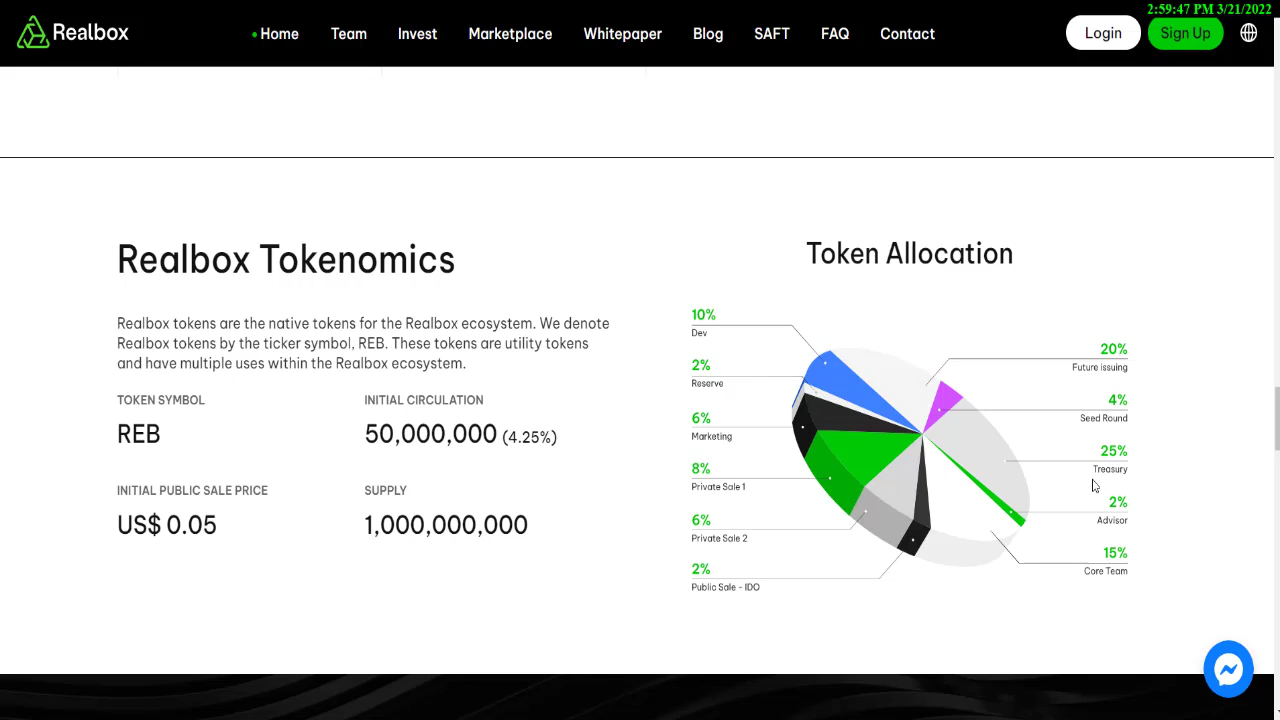 2:59:47 PM 3/21/2022
Realbox
Home Team Invest Marketplace Whitepaper Blog SAFT FAQ Contact Login Sign Up
Realbox Tokenomics
Realbox tokens are the native tokens for the Realbox ecosystem. We denote
Realbox tokens by the ticker symbol, REB. These tokens are utility tokens
and have multiple uses within the Realbox ecosystem.
TOKEN SYMBOL
REB
INITIAL CIRCULATION
50,000,000 (4.25%)
INITIAL PUBLIC SALE PRICE
US$ 0.05
SUPPLY
1,000,000,000
Token Allocation
10%
Dev
2%
Reserve
6%
Marketing
8%
Private Sale 1
6%
Private Sale 2
2%
Public Sale - IDO
20%
Future issuing
4%
Seed Round
25%
Treasury
2%
Advisor
15%
Core Team